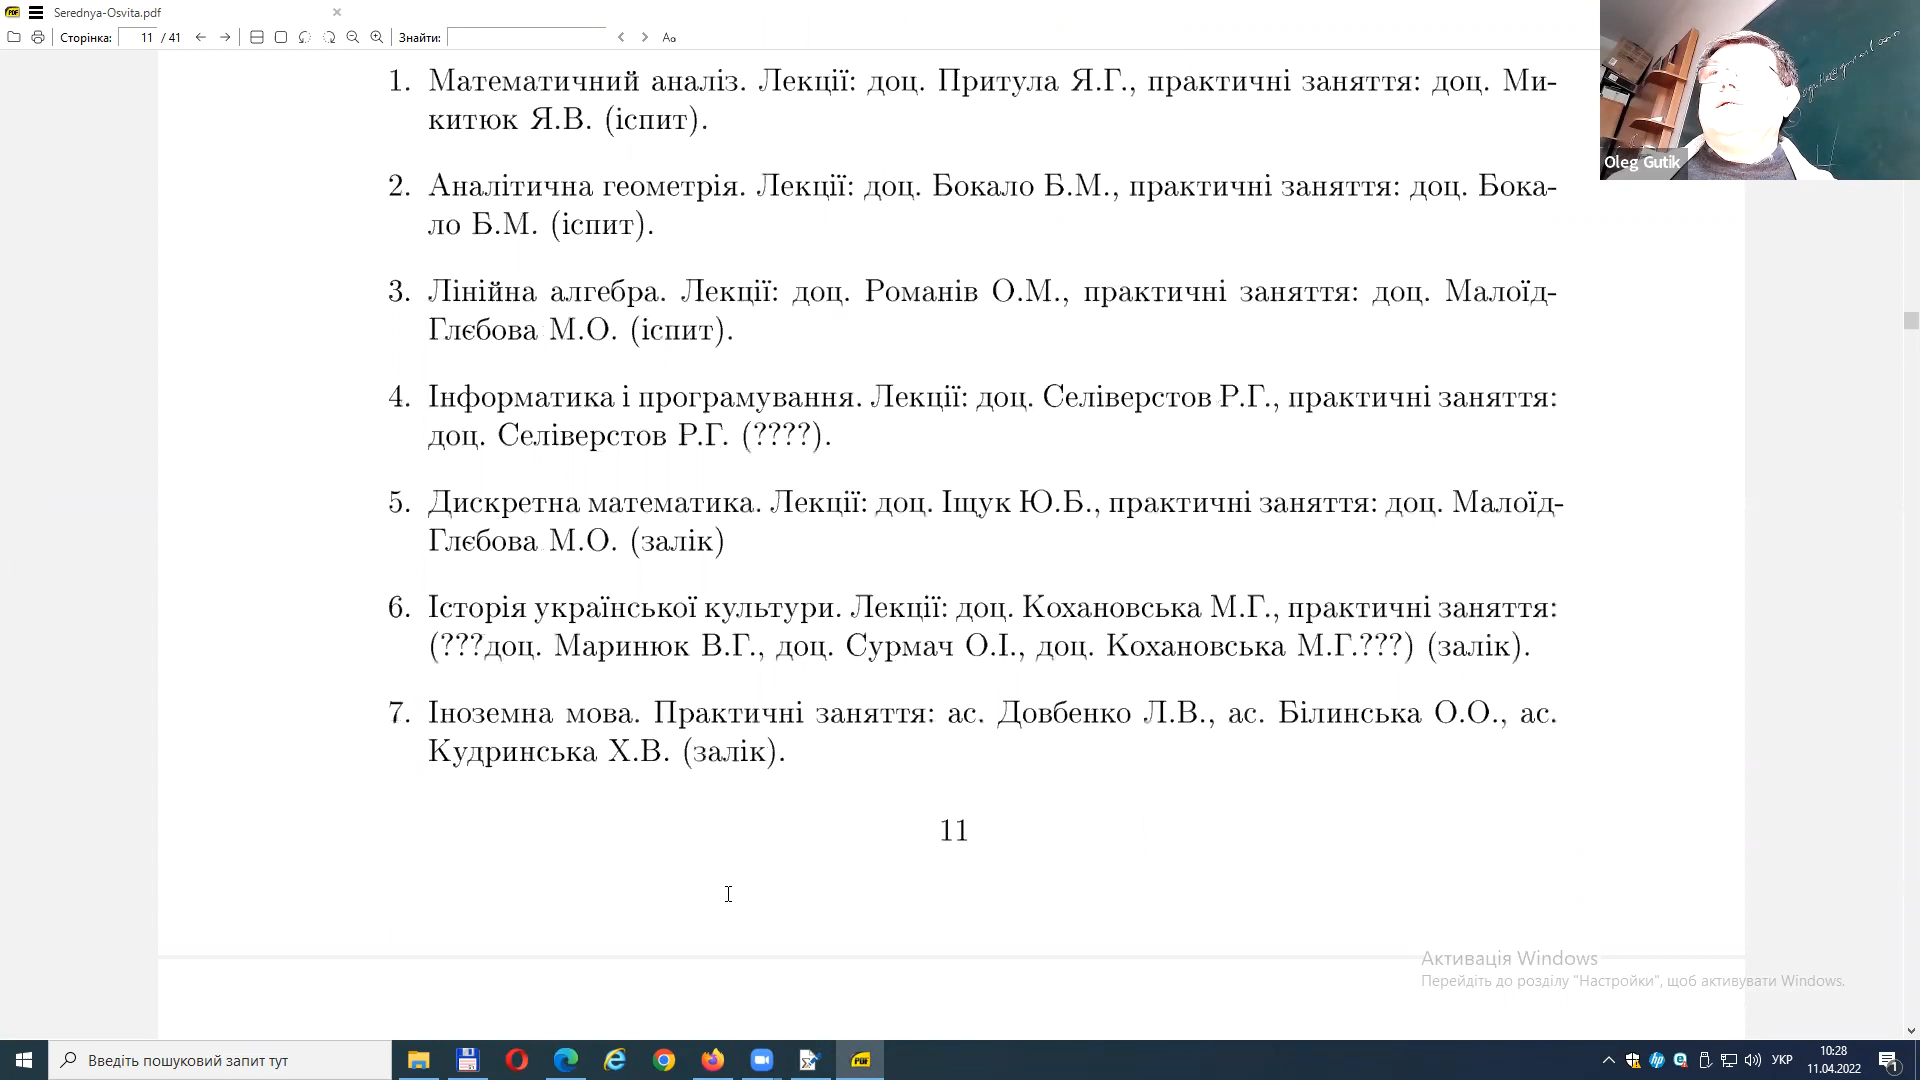 Serednya-Osvita.pdf
Сторінка: 11 / 41 Знайти:
1. Математичний аналіз. Лекції: доц. Притула Я.Г., практичні заняття: доц. Ми-
китюк Я.В. (іспит).
2. Аналітична геометрія. Лекції: доц. Бокало Б.М., практичні заняття: доц. Бока-
ло Б.М. (іспит).
3. Лінійна алгебра. Лекції: доц. Романів О.М., практичні заняття: доц. Малоїд-
Глєбова М.О. (іспит).
4. Інформатика і програмування. Лекції: доц. Селіверстов Р.Г., практичні заняття:
доц. Селіверстов Р.Г. (????).
5. Дискретна математика. Лекції: доц. Іщук Ю.Б., практичні заняття: доц. Малоїд-
Глєбова М.О. (залік)
6. Історія української культури. Лекції: доц. Кохановська М.Г., практичні заняття:
(???доц. Маринюк В.Г., доц. Сурмач О.І., доц. Кохановська М.Г.???) (залік).
7. Іноземна мова. Практичні заняття: ас. Довбенко Л.В., ас. Білинська О.О., ас.
Кудринська Х.В. (залік).
11
Oleg Gutik
Активація Windows
Перейдіть до розділу "Настройки", щоб активувати Windows.
Введіть пошуковий запит тут
УКР
10:28
11.04.2022